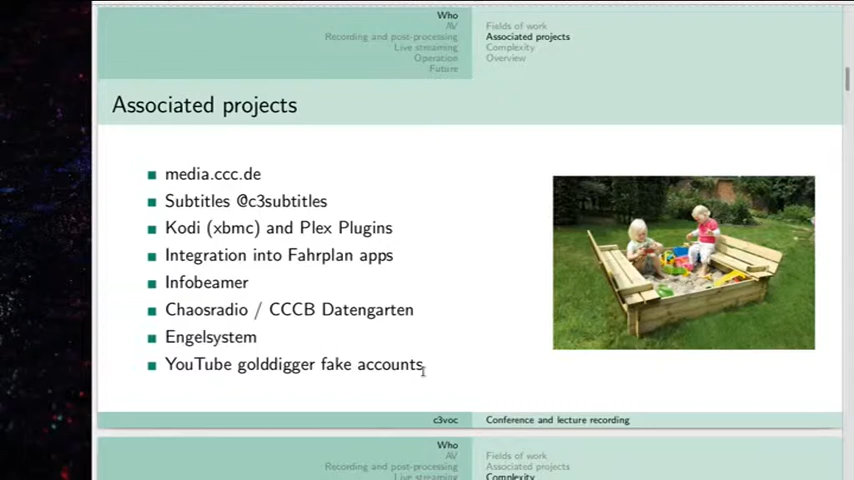 Who
AV
Recording and post-processing
Live streaming
Operation
Future
Fields of work
Associated projects
Complexity
Overview
Associated projects
media.ccc.de
Subtitles @c3subtitles
Kodi (xbmc) and Plex Plugins
Integration into Fahrplan apps
Infobeamer
Chaosradio / CCCB Datengarten
Engelsystem
YouTube golddigger fake accounts
c3voc
Conference and lecture recording
Who
AV
Recording and post-processing
Live streaming
Fields of work
Associated projects
Complexity